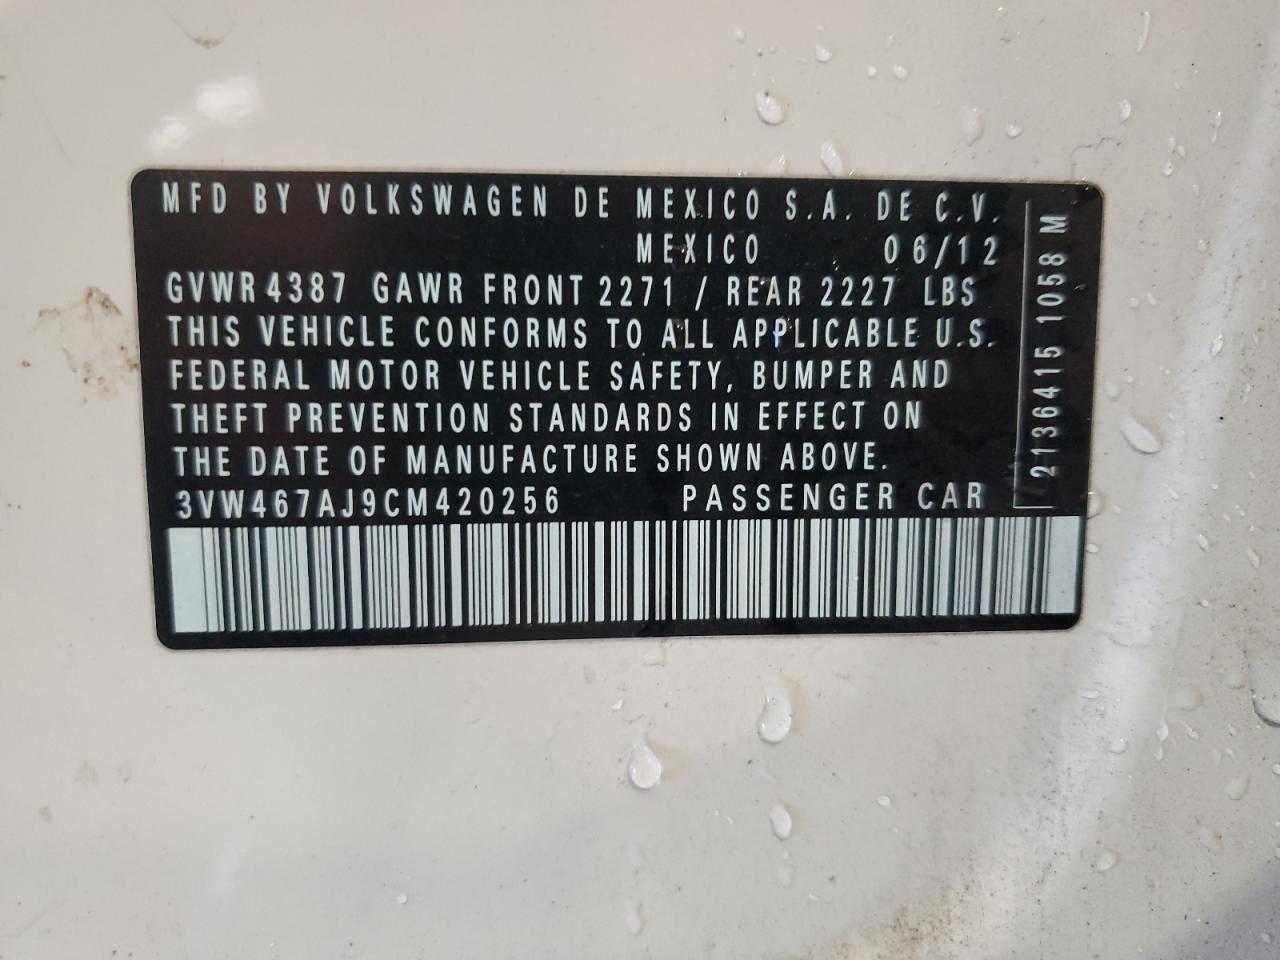 MFD BY VOLKSWAGEN DE MEXICO S.A. DE C.V.
MEXICO 06/12
GVWR 4387 GAWR FRONT 2271 / REAR 2227 LBS
THIS VEHICLE CONFORMS TO ALL APPLICABLE U.S.
FEDERAL MOTOR VEHICLE SAFETY, BUMPER AND
THEFT PREVENTION STANDARDS IN EFFECT ON
THE DATE OF MANUFACTURE SHOWN ABOVE.
3VW467AJ9CM420256 PASSENGER CAR
2136415 1058 M